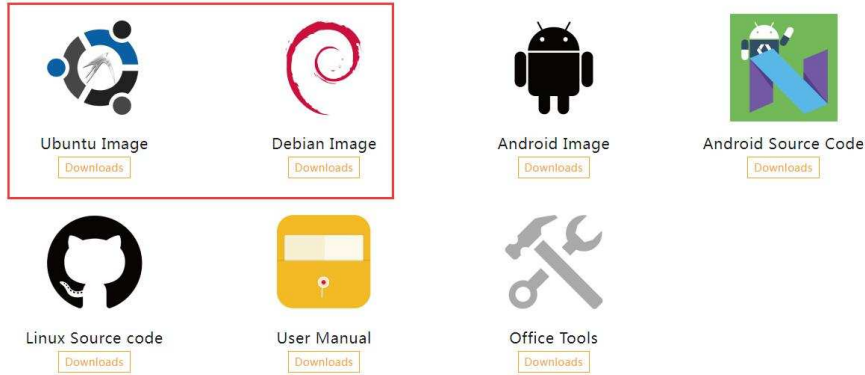 Ubuntu Image
Downloads
Debian Image
Downloads
Android Image
Downloads
Android Source Code
Downloads
Linux Source code
Downloads
User Manual
Downloads
Office Tools
Downloads